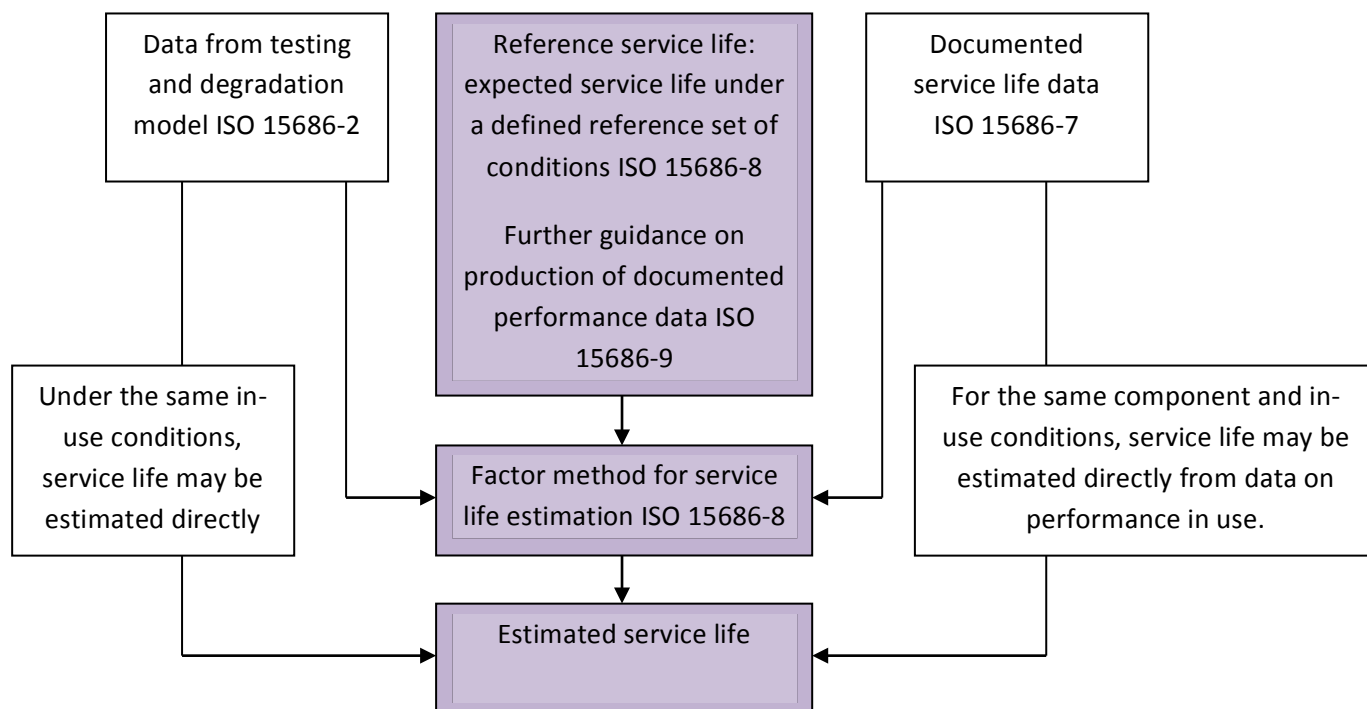 Data from testing
and degradation
model ISO 15686-2
Reference service life:
expected service life under
a defined reference set of
conditions ISO 15686-8
Further guidance on
production of documented
performance data ISO
15686-9
Documented
service life data
ISO 15686-7
Under the same in-
use conditions,
service life may be
estimated directly
Factor method for service
life estimation ISO 15686-8
For the same component and in-
use conditions, service life may be
estimated directly from data on
performance in use.
Estimated service life